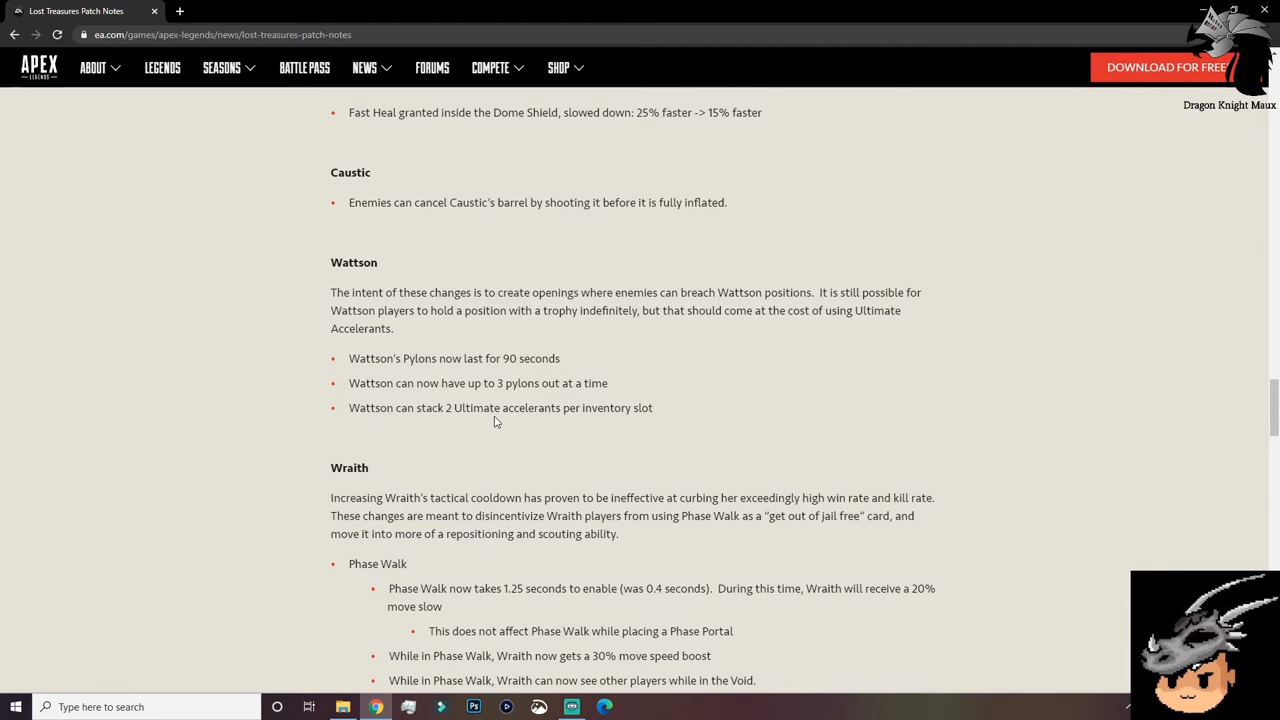 Lost Treasures Patch Notes
ea.com/games/apex-legends/news/lost-treasures-patch-notes
APEX
LEGENDS
ABOUT LEGENDS SEASONS BATTLE PASS NEWS FORUMS COMPETE SHOP DOWNLOAD FOR FREE
Dragon Knight Maux
Fast Heal granted inside the Dome Shield, slowed down: 25% faster -> 15% faster
Caustic
Enemies can cancel Caustic's barrel by shooting it before it is fully inflated.
Wattson
The intent of these changes is to create openings where enemies can breach Wattson positions. It is still possible for
Wattson players to hold a position with a trophy indefinitely, but that should come at the cost of using Ultimate
Accelerants.
Wattson's Pylons now last for 90 seconds
Wattson can now have up to 3 pylons out at a time
Wattson can stack 2 Ultimate accelerants per inventory slot
Wraith
Increasing Wraith's tactical cooldown has proven to be ineffective at curbing her exceedingly high win rate and kill rate.
These changes are meant to disincentivize Wraith players from using Phase Walk as a "get out of jail free" card, and
move it into more of a repositioning and scouting ability.
Phase Walk
Phase Walk now takes 1.25 seconds to enable (was 0.4 seconds). During this time, Wraith will receive a 20%
move slow
This does not affect Phase Walk while placing a Phase Portal
While in Phase Walk, Wraith now gets a 30% move speed boost
While in Phase Walk, Wraith can now see other players while in the Void.
Type here to search